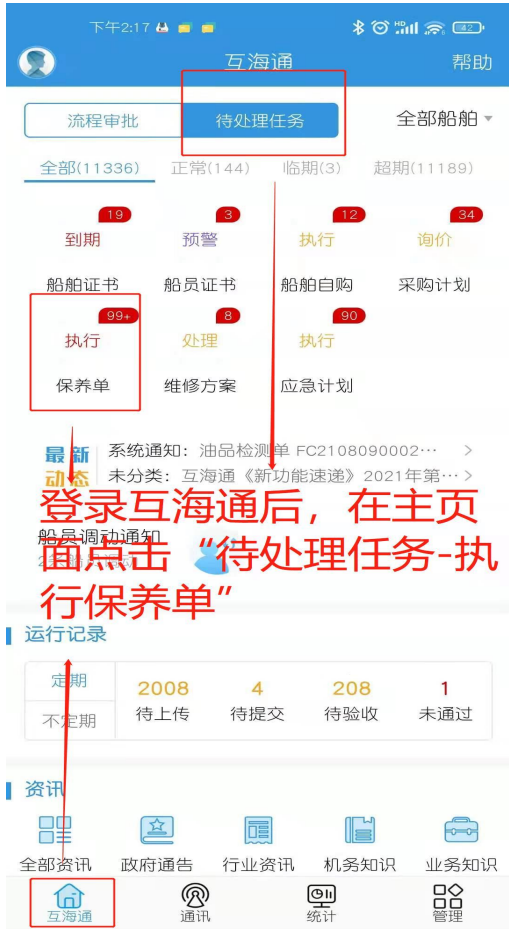 下午2:17
42
互海通
帮助
流程审批
待处理任务
全部船舶
全部(11336)
正常(144)
临期(3)
超期(11189)
19
3
12
34
到期
预警
执行
询价
船舶证书
船员证书
船舶自购
采购计划
99+
8
90
执行
处理
执行
保养单
维修方案
应急计划
最新
动态
系统通知：油品检测单 FC2108090002…
未分类：互海通《新功能速递》2021年第…
登录互海通后，在主页
面点击“待处理任务-执
行保养单”
船员调动通知
运行记录
定期
不定期
2008
4
208
1
待上传
待提交
待验收
未通过
资讯
全部资讯
政府通告
行业资讯
机务知识
业务知识
互海通
通讯
统计
管理